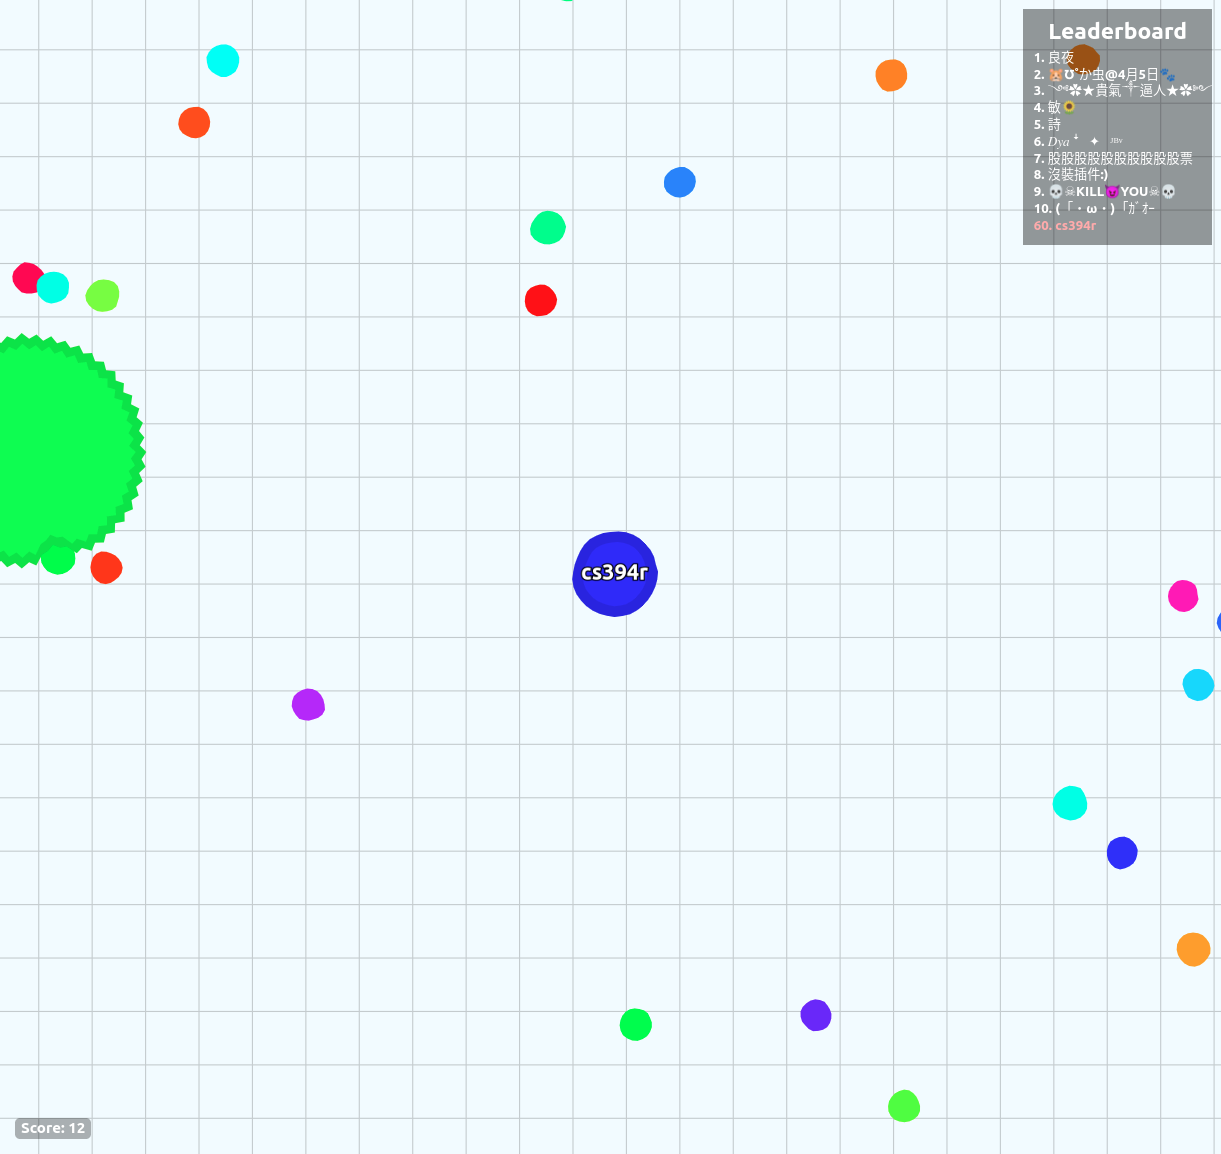 Leaderboard
1. 良夜
2. 🐹Ʊ˚か虫@4月5日🐾
3. ༺✿★貴氣༒逼人★✿༻
4. 敏🌻
5. 詩
6. Dya ⁺ ✦
7. 股股股股股股股股股股票
8. 沒裝插件:)
9. 💀☠KILL😈YOU☠💀
10. (「・ω・)「ｶﾞｵｰ
60. cs394r
cs394r
Score: 12